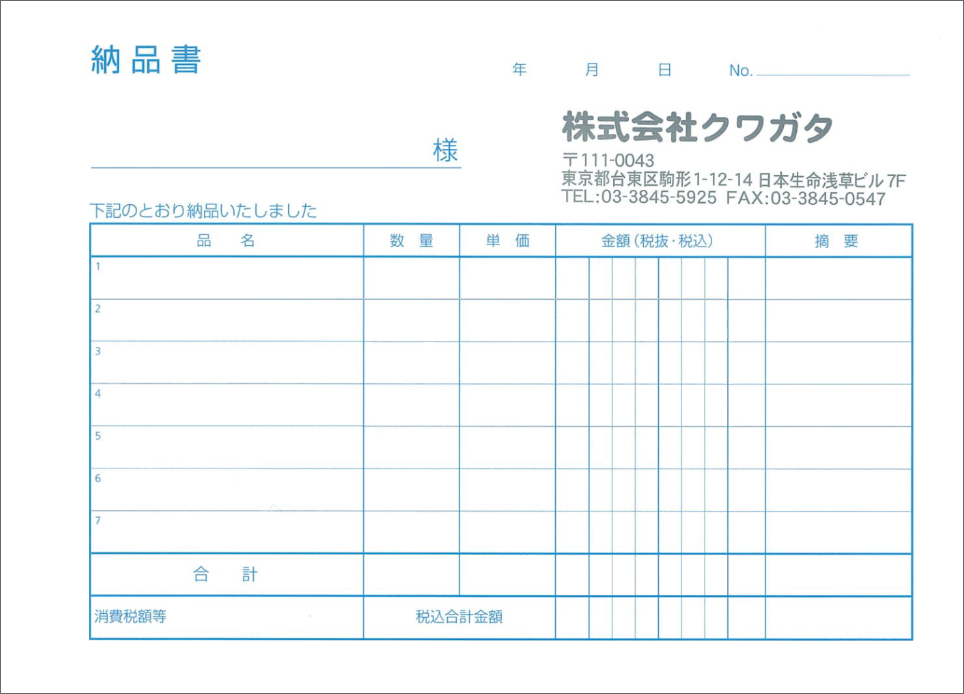 納品書
年 月 日 No.
様
株式会社クワガタ
〒111-0043
東京都台東区駒形1-12-14 日本生命浅草ビル7F
TEL:03-3845-5925 FAX:03-3845-0547
下記のとおり納品いたしました
品名 数量 単価 金額(税抜・税込) 摘要
1
2
3
4
5
6
7
合計
消費税額等 税込合計金額